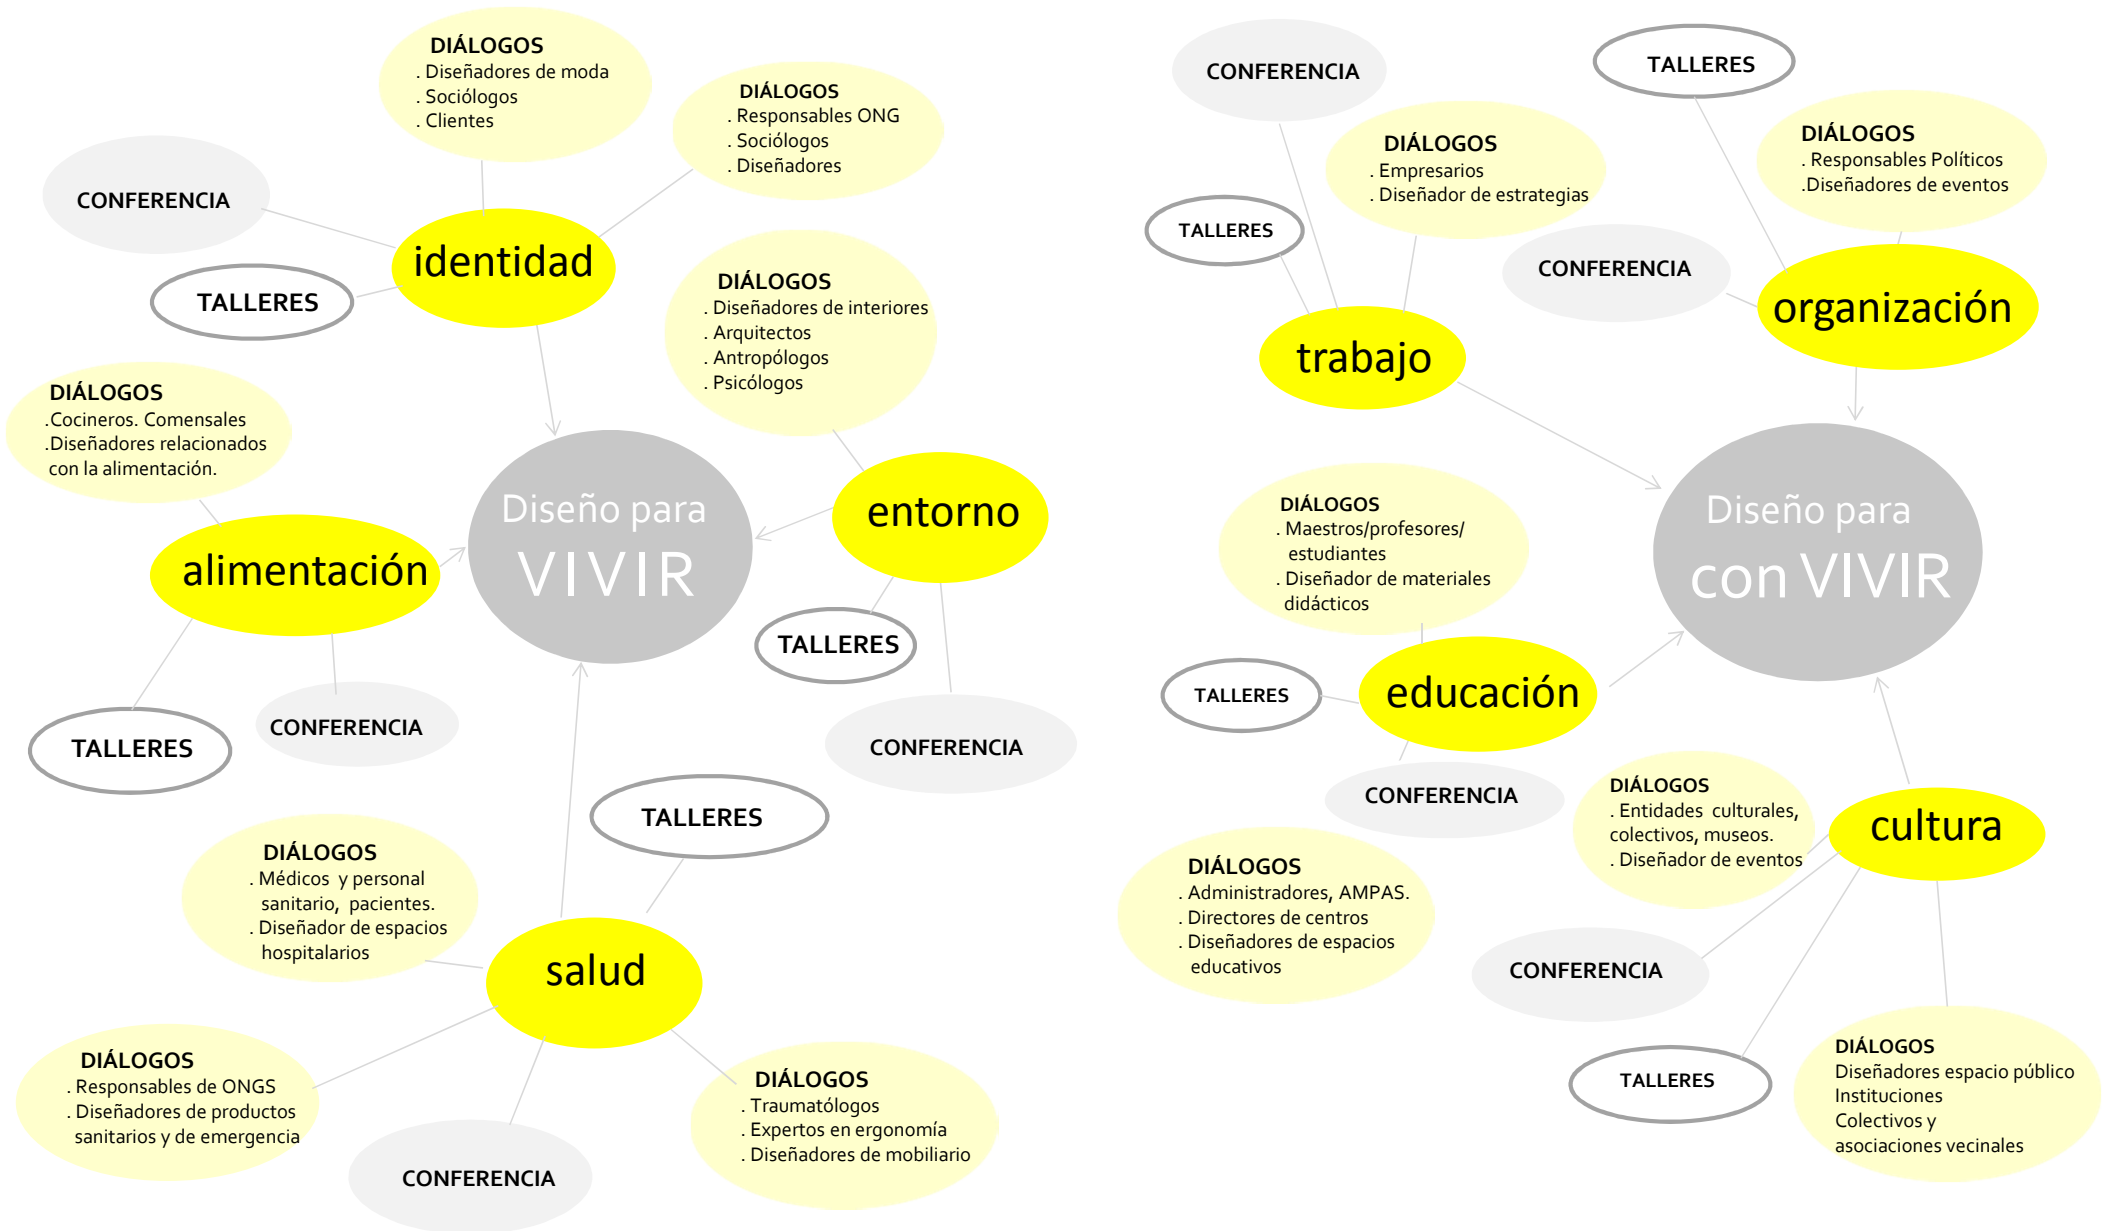 DIÁLOGOS
. Diseñadores de moda
. Sociólogos
. Clientes
DIÁLOGOS
. Responsables ONG
. Sociólogos
. Diseñadores
CONFERENCIA
identidad
TALLERES
DIÁLOGOS
. Diseñadores de interiores
. Arquitectos
. Antropólogos
. Psicólogos
DIÁLOGOS
.Cocineros. Comensales
.Diseñadores relacionados
con la alimentación.
alimentación
Diseño para
VIVIR
entorno
TALLERES
CONFERENCIA
TALLERES
CONFERENCIA
TALLERES
DIÁLOGOS
. Médicos y personal
sanitario, pacientes.
. Diseñador de espacios
hospitalarios
salud
DIÁLOGOS
. Responsables de ONGS
. Diseñadores de productos
sanitarios y de emergencia
CONFERENCIA
DIÁLOGOS
. Traumatólogos
. Expertos en ergonomía
. Diseñadores de mobiliario
CONFERENCIA
TALLERES
DIÁLOGOS
. Empresarios
. Diseñador de estrategias
DIÁLOGOS
. Responsables Políticos
.Diseñadores de eventos
TALLERES
CONFERENCIA
trabajo
organización
Diseño para
con VIVIR
DIÁLOGOS
. Maestros/profesores/
estudiantes
. Diseñador de materiales
didácticos
TALLERES
educación
CONFERENCIA
DIÁLOGOS
. Entidades culturales,
colectivos, museos.
. Diseñador de eventos
cultura
DIÁLOGOS
. Administradores, AMPAS.
. Directores de centros
. Diseñadores de espacios
educativos
CONFERENCIA
TALLERES
DIÁLOGOS
Diseñadores espacio público
Instituciones
Colectivos y
asociaciones vecinales